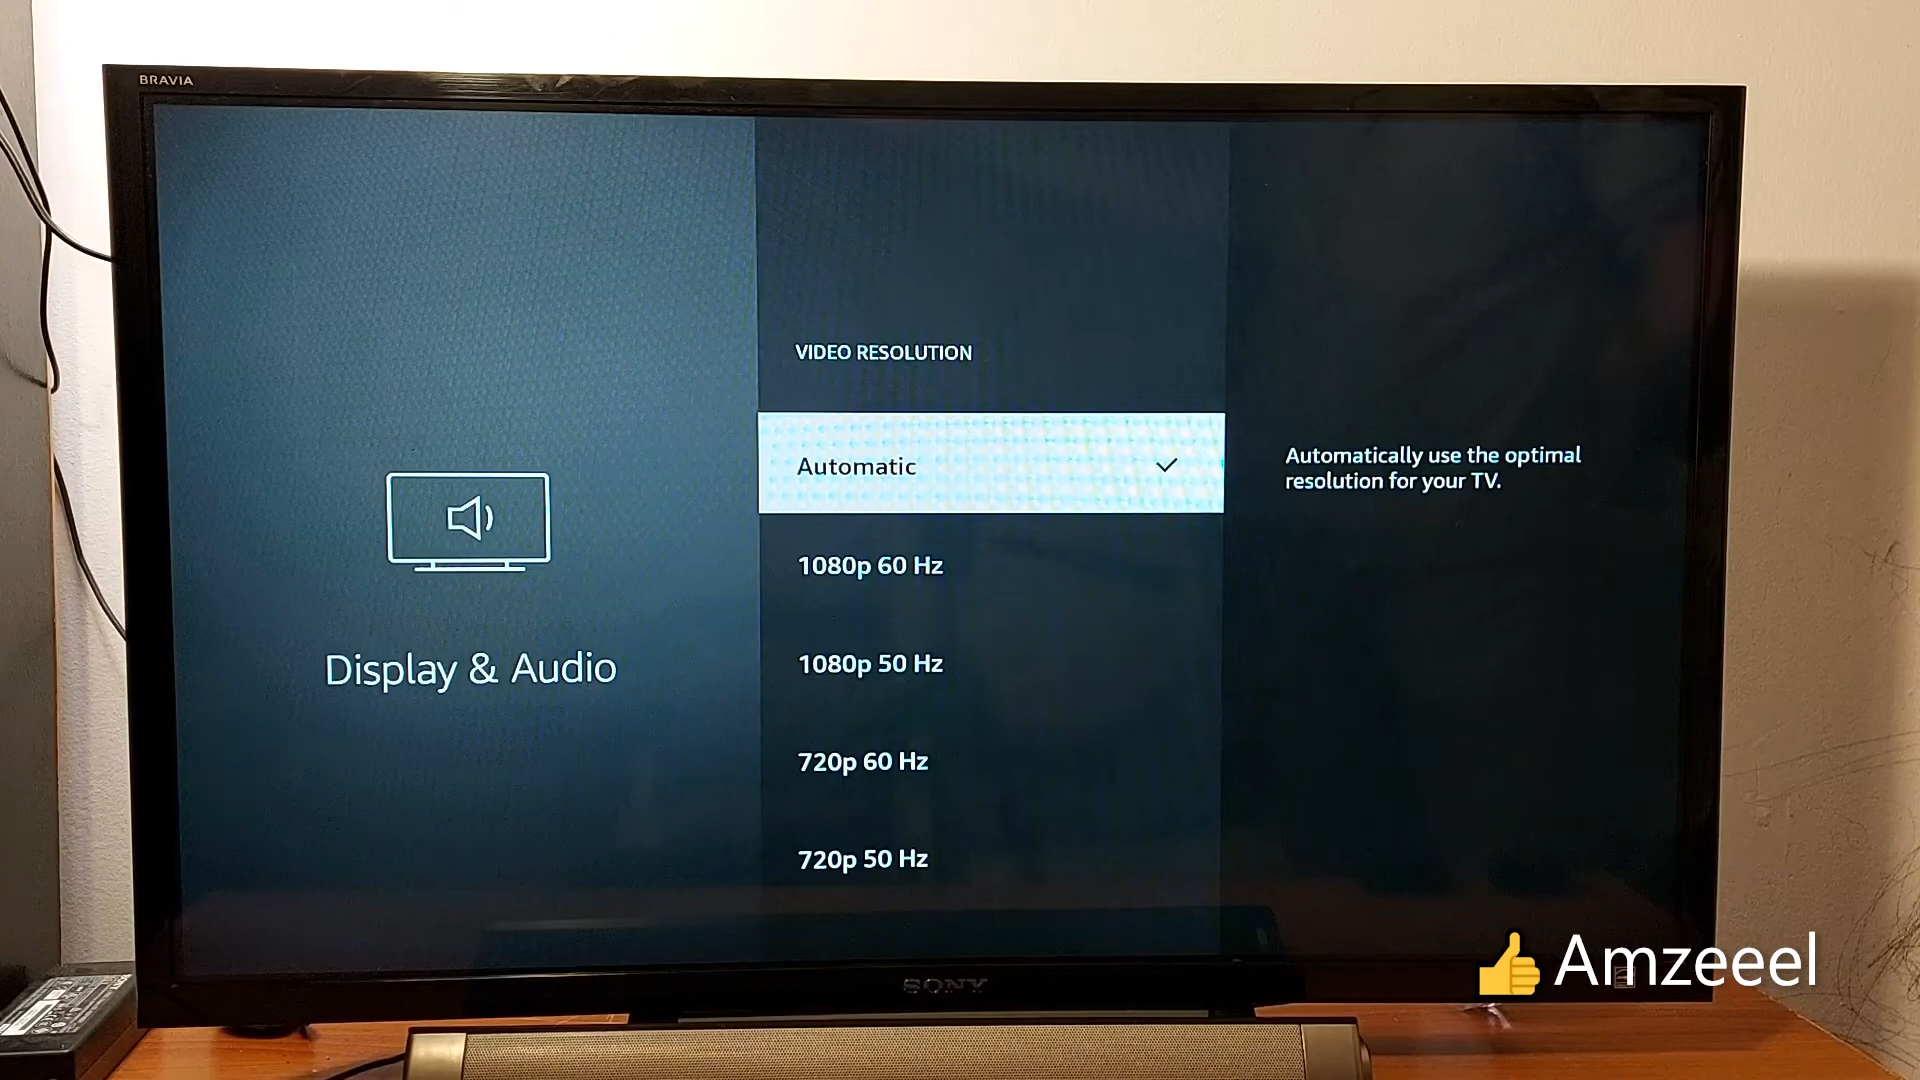 BRAVIA
VIDEO RESOLUTION
Automatic
Automatically use the optimal
resolution for your TV.
1080p 60 Hz
1080p 50 Hz
Display & Audio
720p 60 Hz
720p 50 Hz
👍Amzeeel
SONY